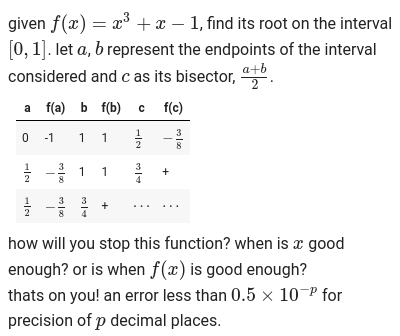 given f(x) = x³ + x − 1, find its root on the interval
[0, 1]. let a, b represent the endpoints of the interval
considered and c as its bisector, \frac{a+b}{2}.
a f(a) b f(b) c f(c)
0 -1 1 1 \frac{1}{2} −\frac{3}{8}
\frac{1}{2} −\frac{3}{8} 1 1 \frac{3}{4} +
\frac{1}{2} −\frac{3}{8} \frac{3}{4} + ⋯ ⋯
how will you stop this function? when is x good
enough? or is when f(x) is good enough?
thats on you! an error less than 0.5 × 10⁻ᵖ for
precision of p decimal places.